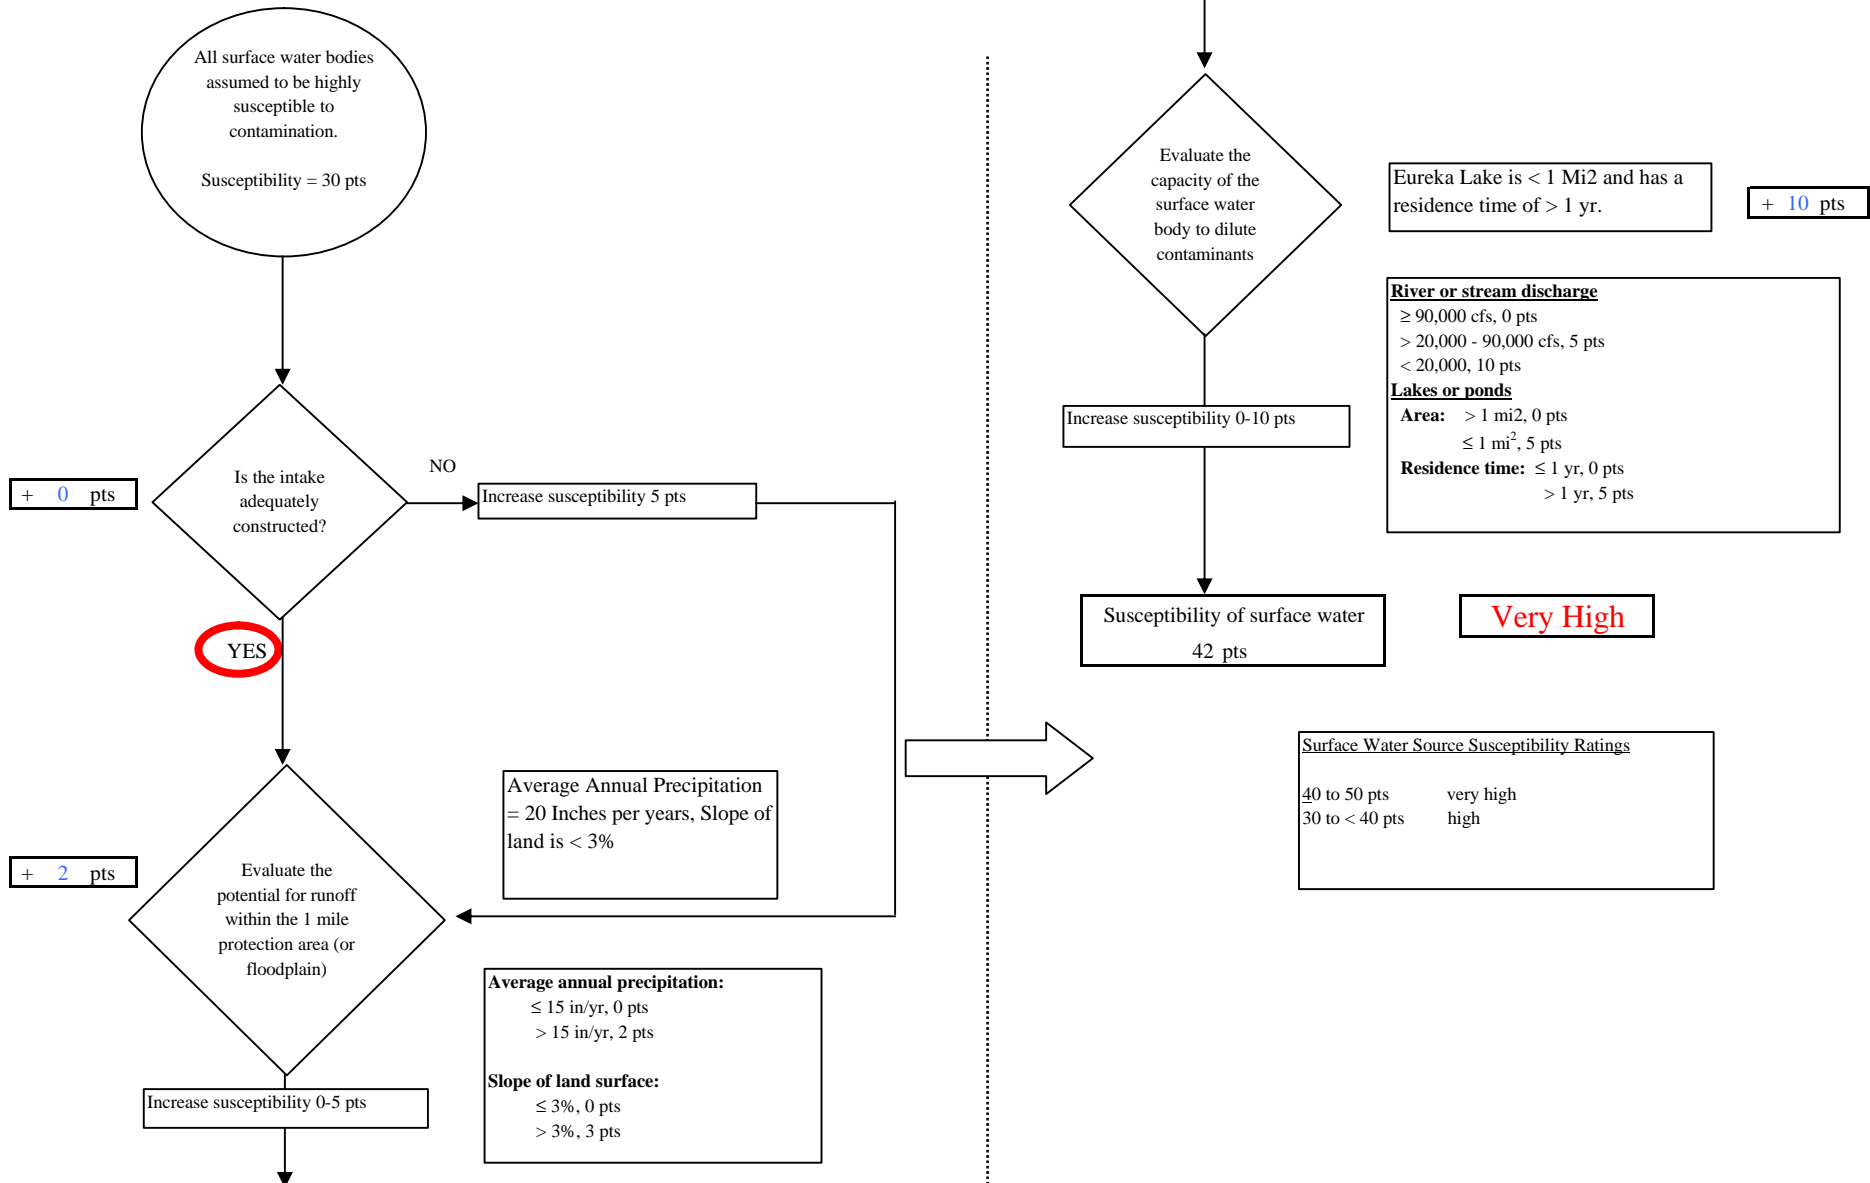 All surface water bodies
assumed to be highly
susceptible to
contamination.
Susceptibility = 30 pts
+ 0 pts
Is the intake
adequately
constructed?
NO
Increase susceptibility 5 pts
YES
Average Annual Precipitation
= 20 Inches per years, Slope of
land is < 3%
+ 2 pts
Evaluate the
potential for runoff
within the 1 mile
protection area (or
floodplain)
Average annual precipitation:
≤ 15 in/yr, 0 pts
> 15 in/yr, 2 pts
Slope of land surface:
≤ 3%, 0 pts
> 3%, 3 pts
Increase susceptibility 0-5 pts
Evaluate the
capacity of the
surface water
body to dilute
contaminants
Eureka Lake is < 1 Mi2 and has a
residence time of > 1 yr.
+ 10 pts
River or stream discharge
≥ 90,000 cfs, 0 pts
> 20,000 - 90,000 cfs, 5 pts
< 20,000, 10 pts
Lakes or ponds
Area: > 1 mi2, 0 pts
≤ 1 mi², 5 pts
Residence time: ≤ 1 yr, 0 pts
> 1 yr, 5 pts
Increase susceptibility 0-10 pts
Susceptibility of surface water
42 pts
Very High
Surface Water Source Susceptibility Ratings
40 to 50 pts very high
30 to < 40 pts high